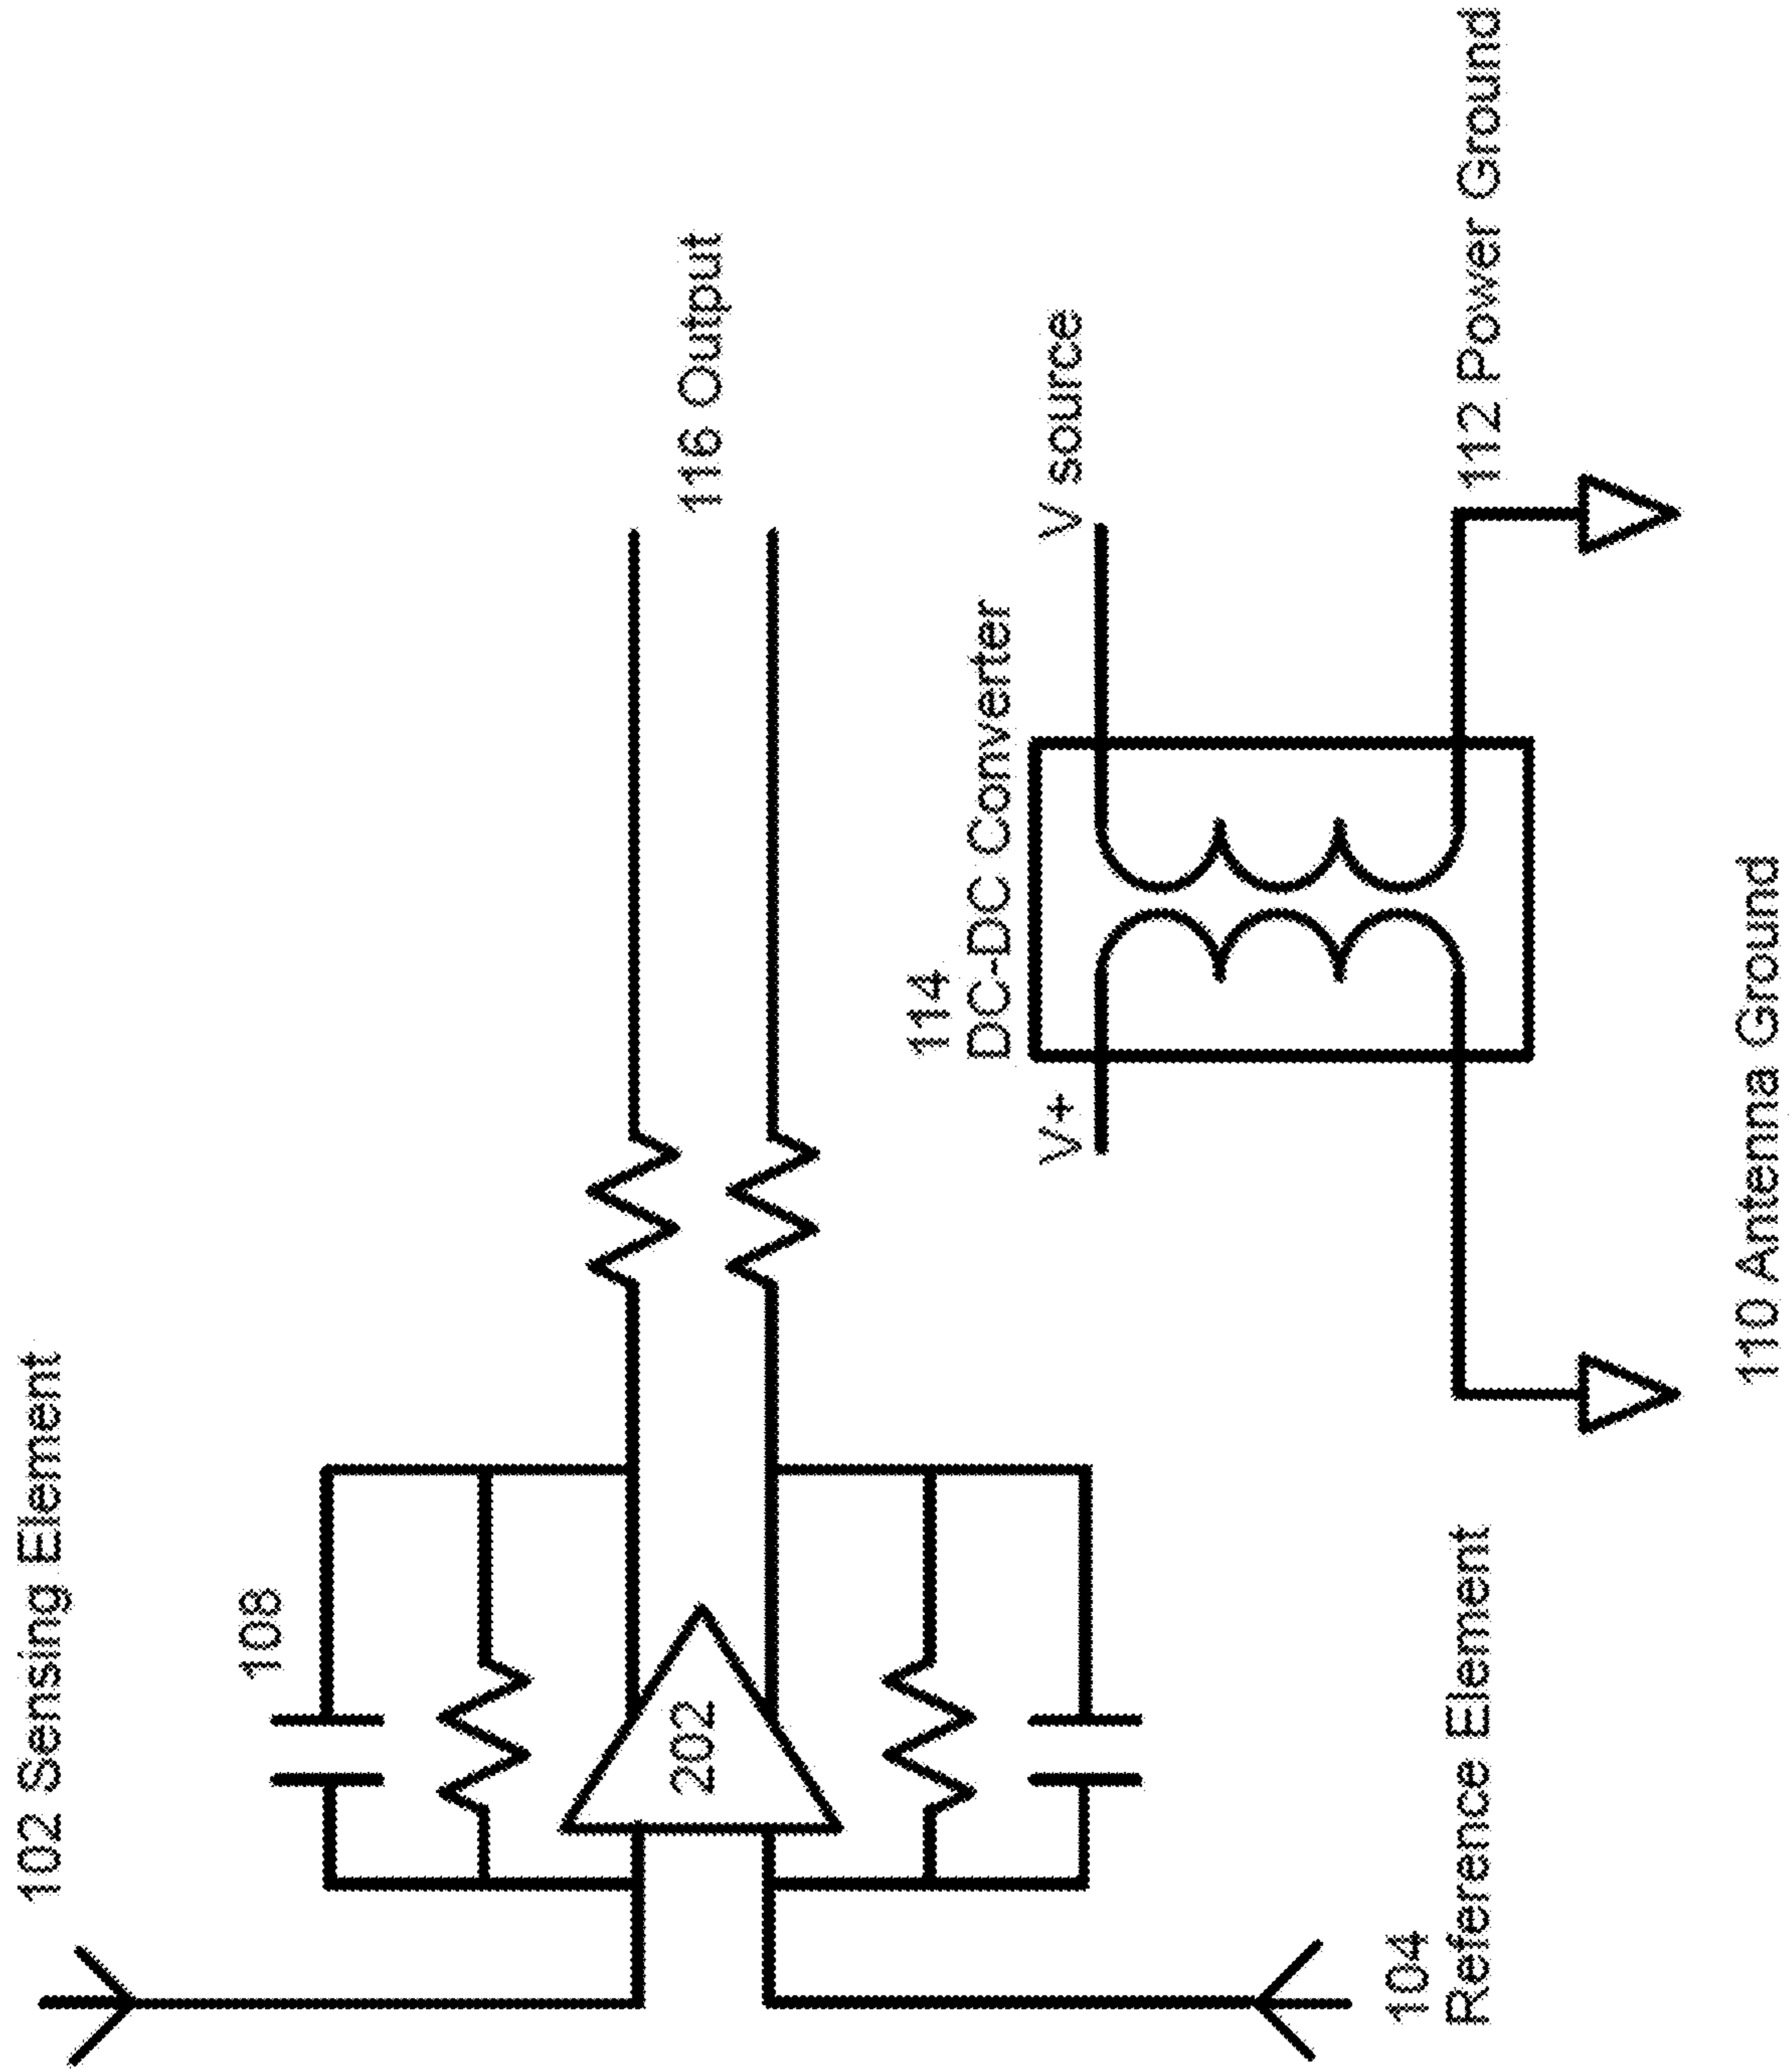 102 Sensing Element
108
202
116 Output
114
DC-DC Converter
V+
V source
104
Reference Element
110 Antenna Ground
112 Power Ground